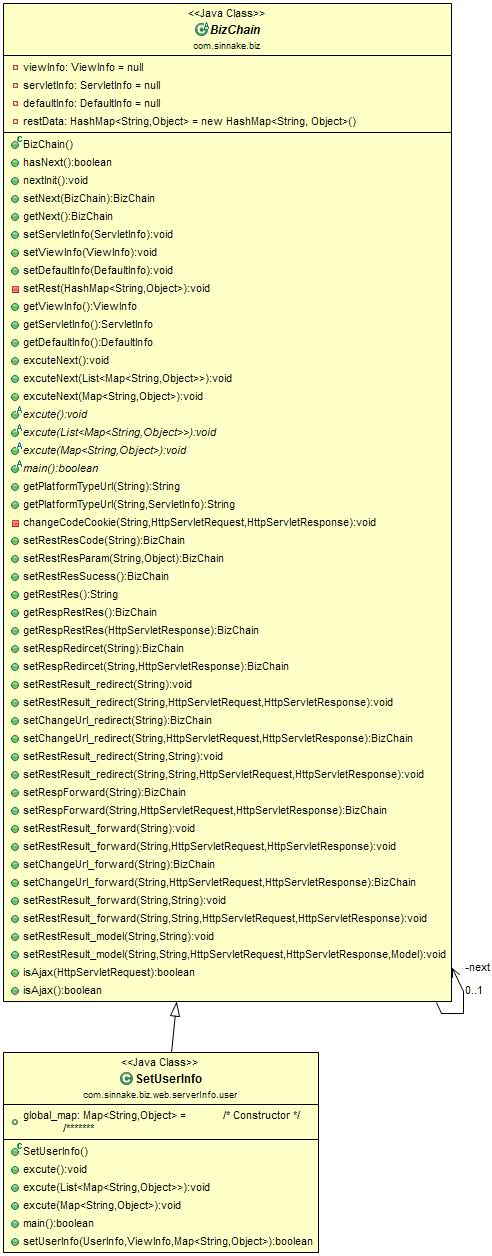 <<Java Class>>
BizChain
com.sinnake.biz
viewInfo: ViewInfo = null
servletInfo: ServletInfo = null
defaultInfo: DefaultInfo = null
restData: HashMap<String,Object> = new HashMap<String, Object>()
BizChain()
hasNext():boolean
nextInit():void
setNext(BizChain):BizChain
getNext():BizChain
setServletInfo(ServletInfo):void
setViewInfo(ViewInfo):void
setDefaultInfo(DefaultInfo):void
setRest(HashMap<String,Object>):void
getViewInfo():ViewInfo
getServletInfo():ServletInfo
getDefaultInfo():DefaultInfo
excuteNext():void
excuteNext(List<Map<String,Object>>):void
excuteNext(Map<String,Object>):void
excute():void
excute(List<Map<String,Object>>):void
excute(Map<String,Object>):void
main():boolean
getPlatformTypeUrl(String):String
getPlatformTypeUrl(String,ServletInfo):String
changeCodeCookie(String,HttpServletRequest,HttpServletResponse):void
setRestResCode(String):BizChain
setRestResParam(String,Object):BizChain
setRestResSucess():BizChain
getRestRes():String
getRespRestRes():BizChain
getRespRestRes(HttpServletResponse):BizChain
setRespRedircet(String):BizChain
setRespRedircet(String,HttpServletResponse):BizChain
setRestResult_redirect(String):void
setRestResult_redirect(String,HttpServletRequest,HttpServletResponse):void
setChangeUrl_redirect(String):BizChain
setChangeUrl_redirect(String,HttpServletRequest,HttpServletResponse):BizChain
setRestResult_redirect(String,String):void
setRestResult_redirect(String,String,HttpServletRequest,HttpServletResponse):void
setRespForward(String):BizChain
setRespForward(String,HttpServletRequest,HttpServletResponse):BizChain
setRestResult_forward(String):void
setRestResult_forward(String,HttpServletRequest,HttpServletResponse):void
setChangeUrl_forward(String):BizChain
setChangeUrl_forward(String,HttpServletRequest,HttpServletResponse):BizChain
setRestResult_forward(String,String):void
setRestResult_forward(String,String,HttpServletRequest,HttpServletResponse):void
setRestResult_model(String,String):void
setRestResult_model(String,String,HttpServletRequest,HttpServletResponse,Model):void
isAjax(HttpServletRequest):boolean
isAjax():boolean
-next
0..1
<<Java Class>>
SetUserInfo
com.sinnake.biz.web.serverInfo.user
global_map: Map<String,Object> = /* Constructor */
/*******
SetUserInfo()
excute():void
excute(List<Map<String,Object>>):void
excute(Map<String,Object>):void
main():boolean
setUserInfo(UserInfo,ViewInfo,Map<String,Object>):boolean